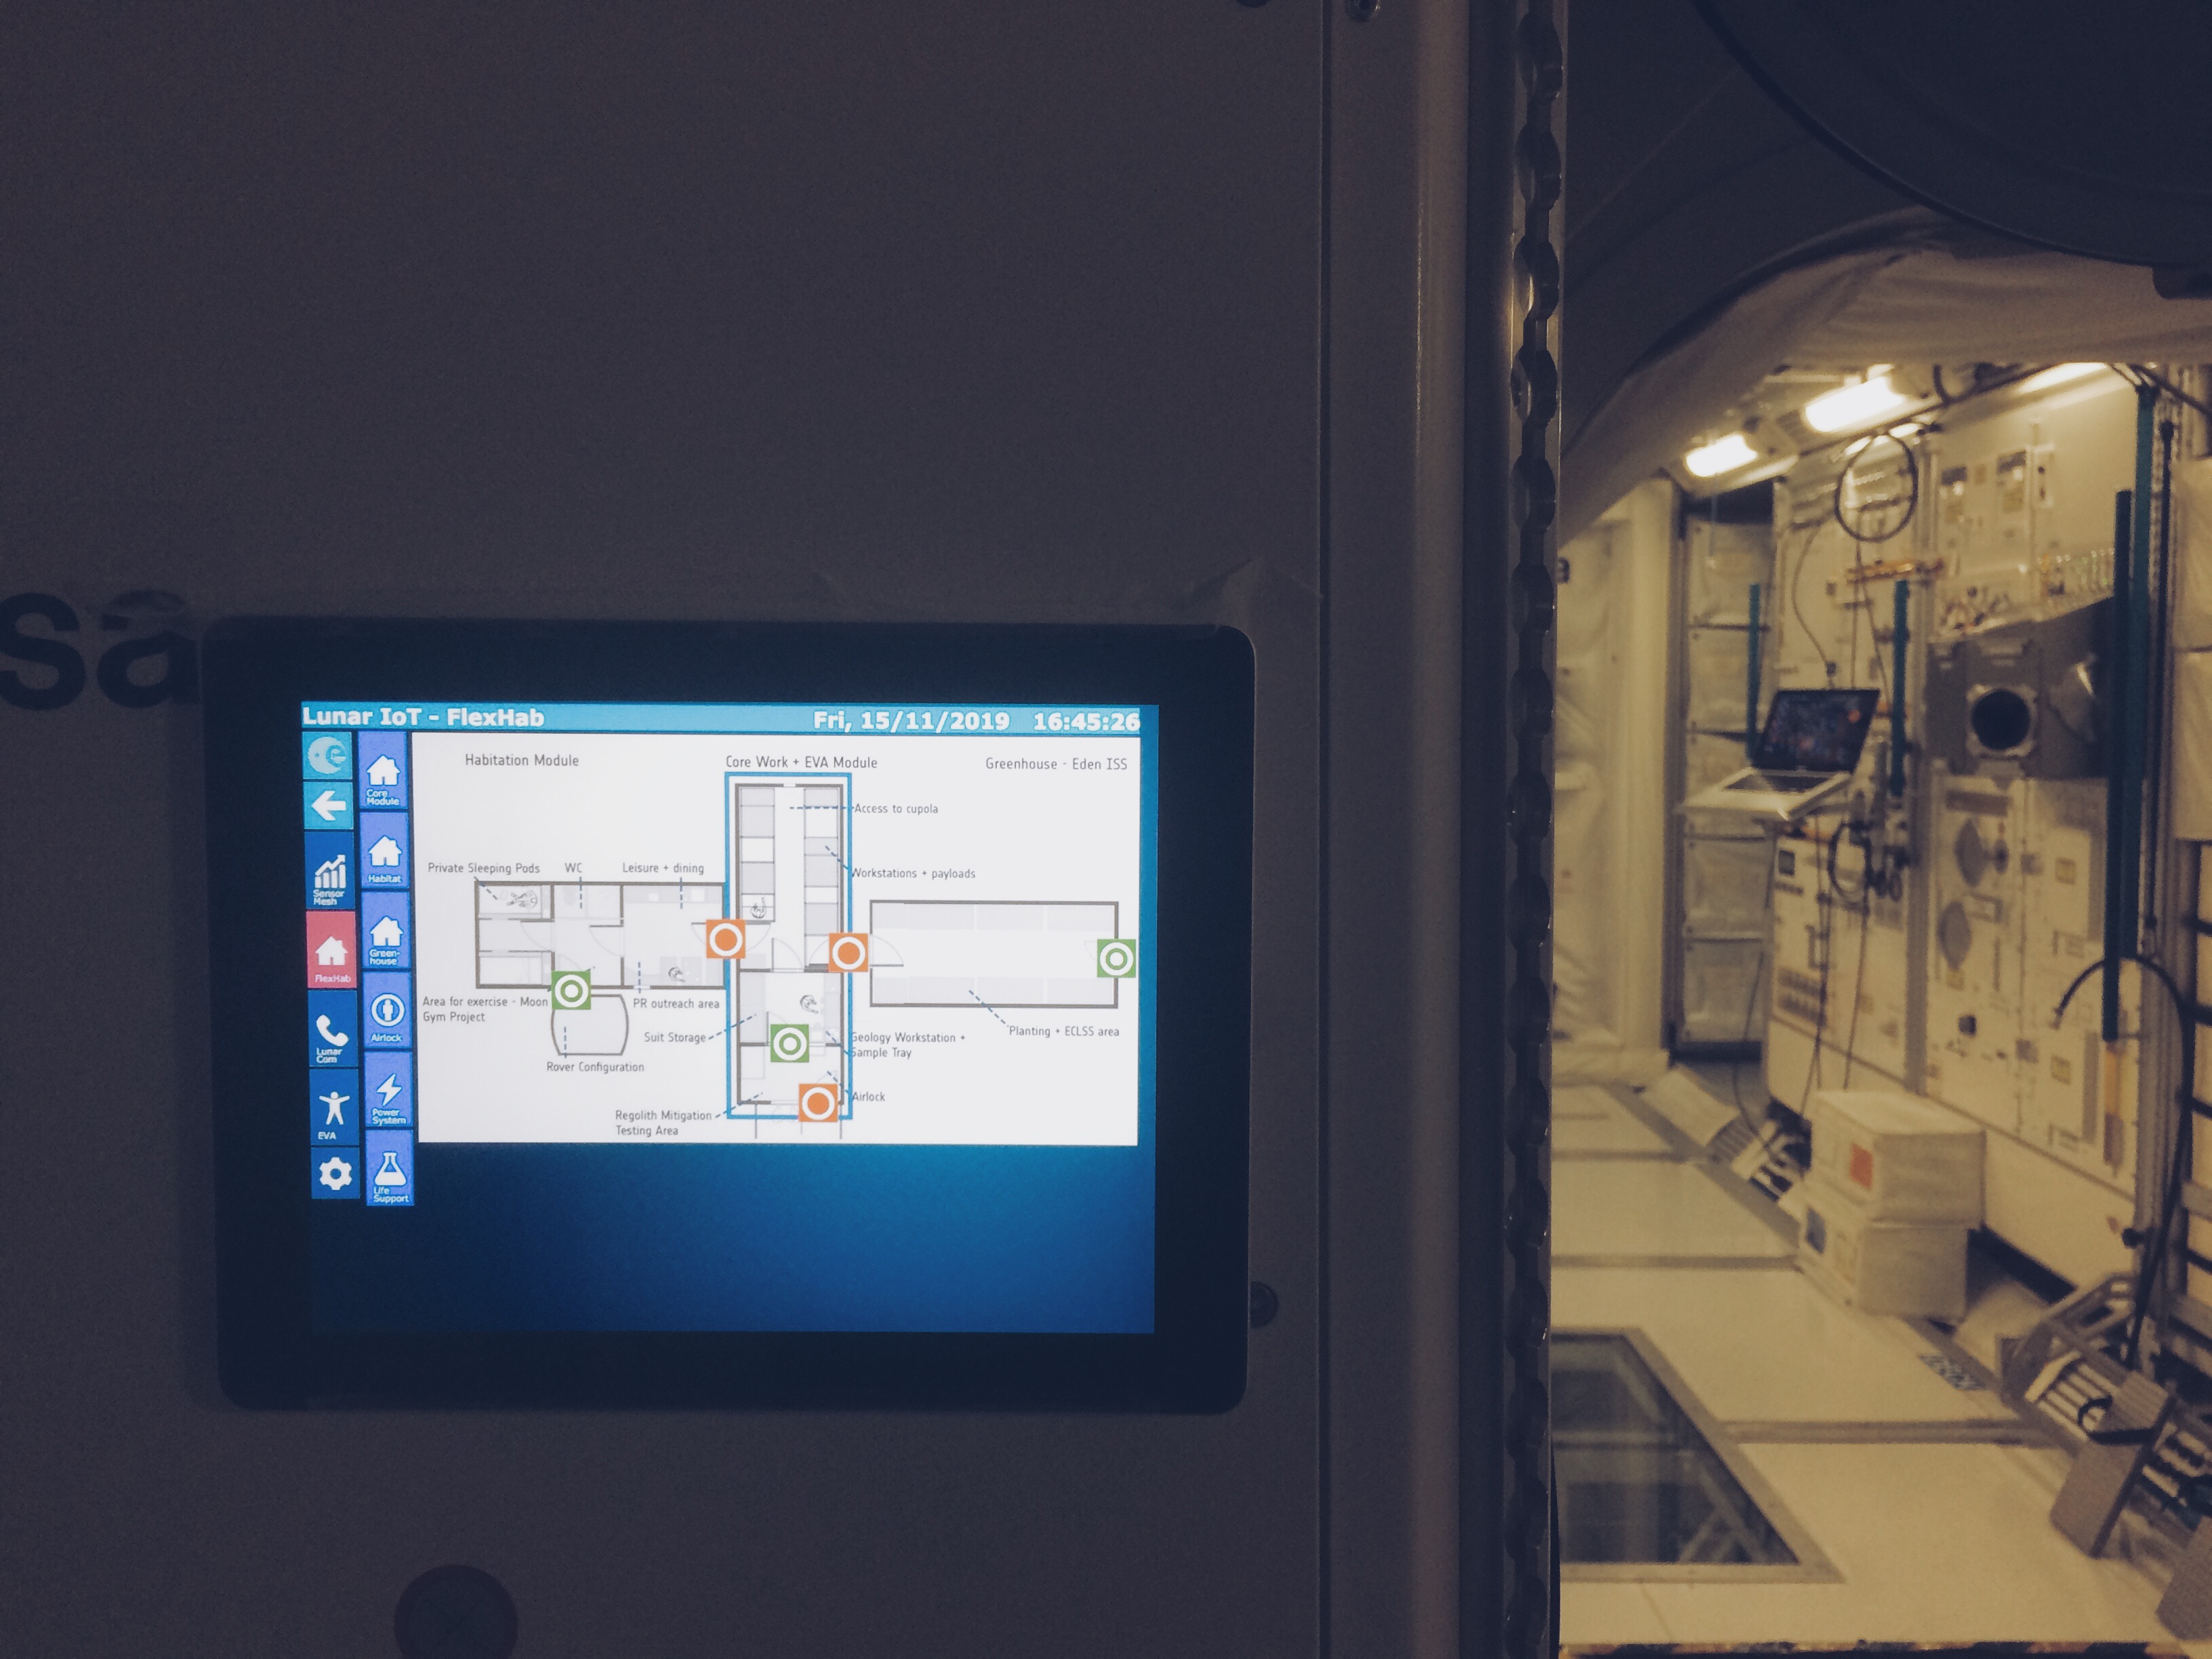 sa
Lunar IoT - FlexHab
Fri, 15/11/2019 16:45:26
Core Module
Habitat
Sensor Mesh
Green-
house
FlexHab
Airlock
Lunar
Com
Power
System
EVA
Life
Support
Habitation Module
Core Work + EVA Module
Greenhouse - Eden ISS
Access to cupola
Private Sleeping Pods
WC
Leisure + dining
Workstations + payloads
Area for exercise - Moon
Gym Project
PR outreach area
Suit Storage
Rover Configuration
Planting + ECLSS area
Geology Workstation +
Sample Tray
Airlock
Regolith Mitigation
Testing Area